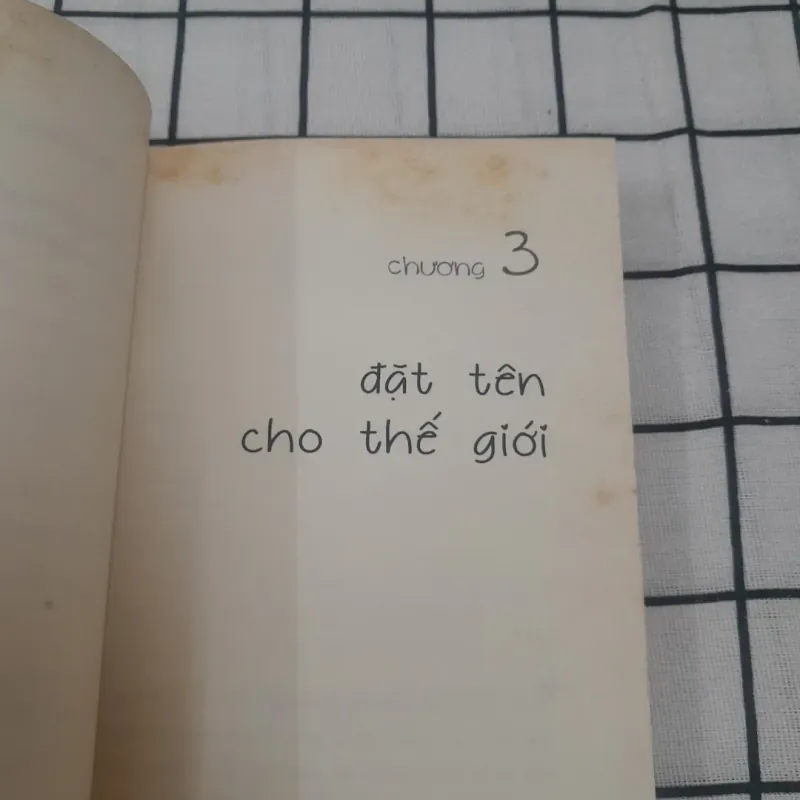 chương 3
đặt tên
cho thế giới